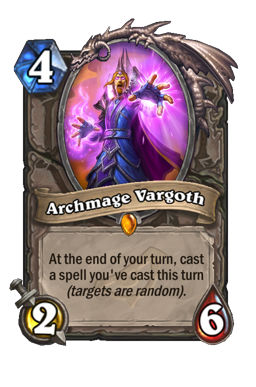 4
Archmage Vargoth
At the end of your turn, cast
a spell you've cast this turn
(targets are random).
2
6